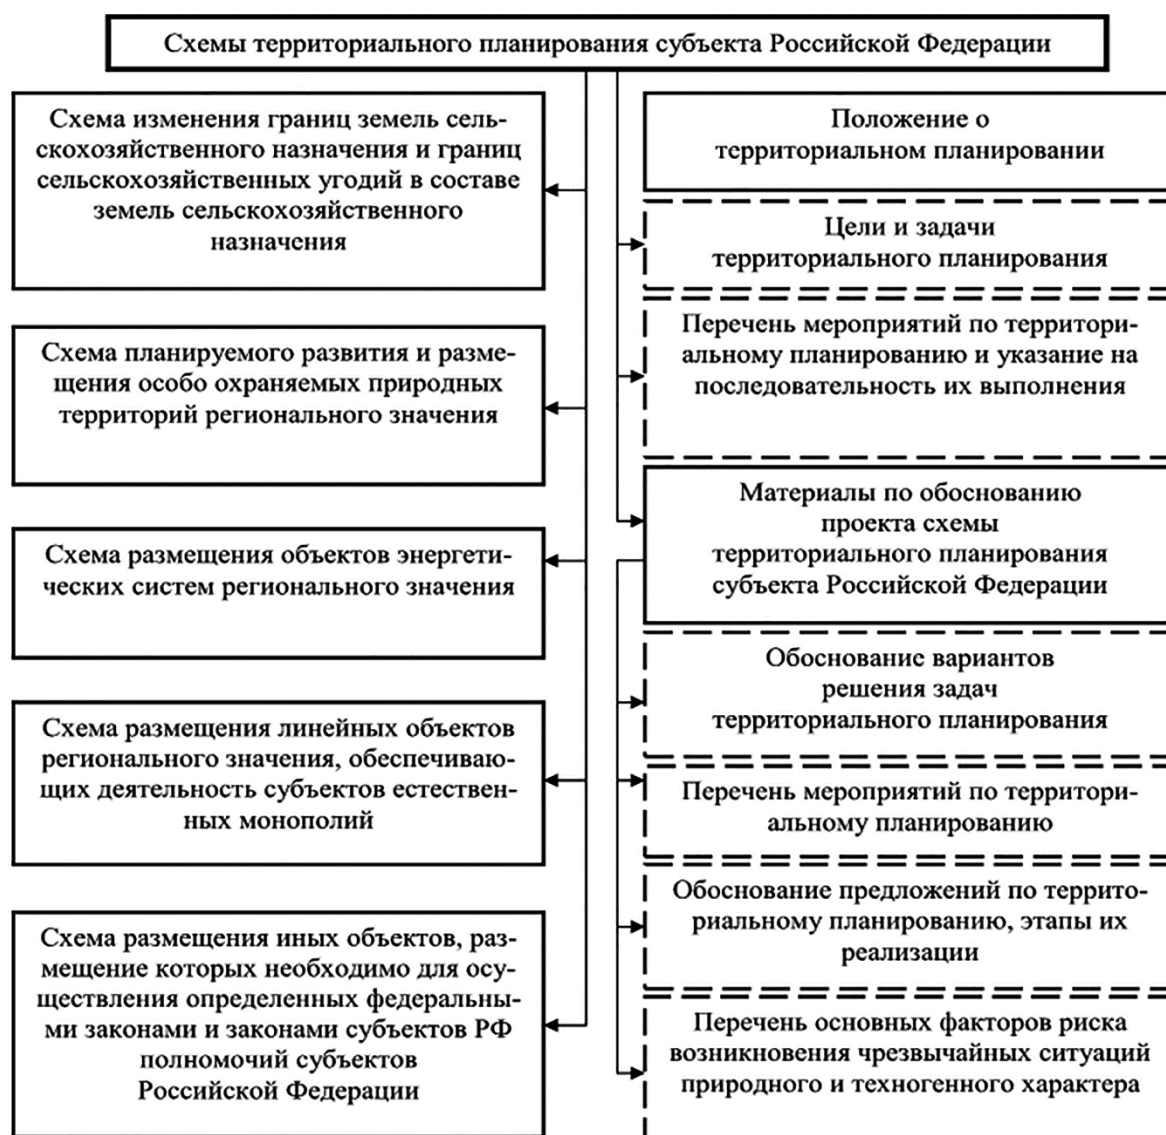 Схемы территориального планирования субъекта Российской Федерации
Схема изменения границ земель сель-
скохозяйственного назначения и границ
сельскохозяйственных угодий в составе
земель сельскохозяйственного
назначения
Схема планируемого развития и разме-
щения особо охраняемых природных
территорий регионального значения
Схема размещения объектов энергети-
ческих систем регионального значения
Схема размещения линейных объектов
регионального значения, обеспечиваю-
щих деятельность субъектов естествен-
ных монополий
Схема размещения иных объектов, раз-
мещение которых необходимо для осу-
ществления определенных федеральны-
ми законами и законами субъектов РФ
полномочий субъектов
Российской Федерации
Положение о
территориальном планировании
Цели и задачи
территориального планирования
Перечень мероприятий по территори-
альному планированию и указание на
последовательность их выполнения
Материалы по обоснованию
проекта схемы
территориального планирования
субъекта Российской Федерации
Обоснование вариантов
решения задач
территориального планирования
Перечень мероприятий по территори-
альному планированию
Обоснование предложений по террито-
риальному планированию, этапы их
реализации
Перечень основных факторов риска
возникновения чрезвычайных ситуаций
природного и техногенного характера